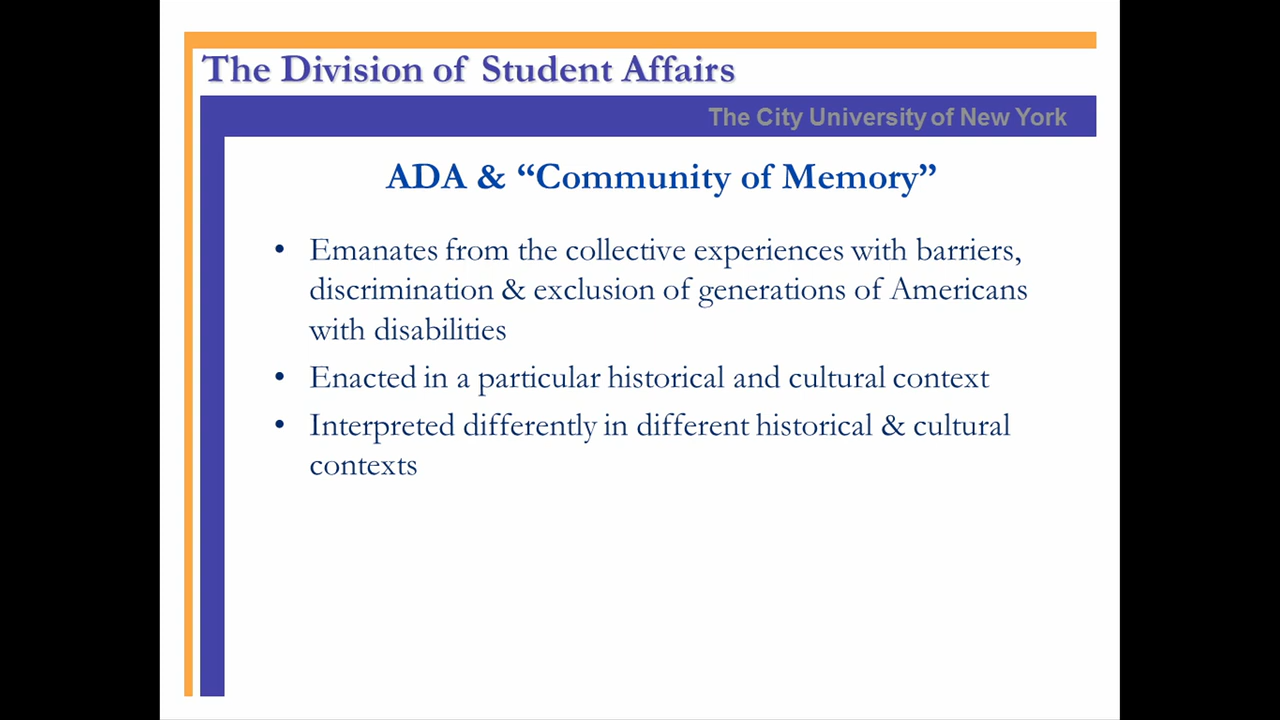 The Division of Student Affairs
The City University of New York
ADA & “Community of Memory”
• Emanates from the collective experiences with barriers,
discrimination & exclusion of generations of Americans
with disabilities
• Enacted in a particular historical and cultural context
• Interpreted differently in different historical & cultural
contexts